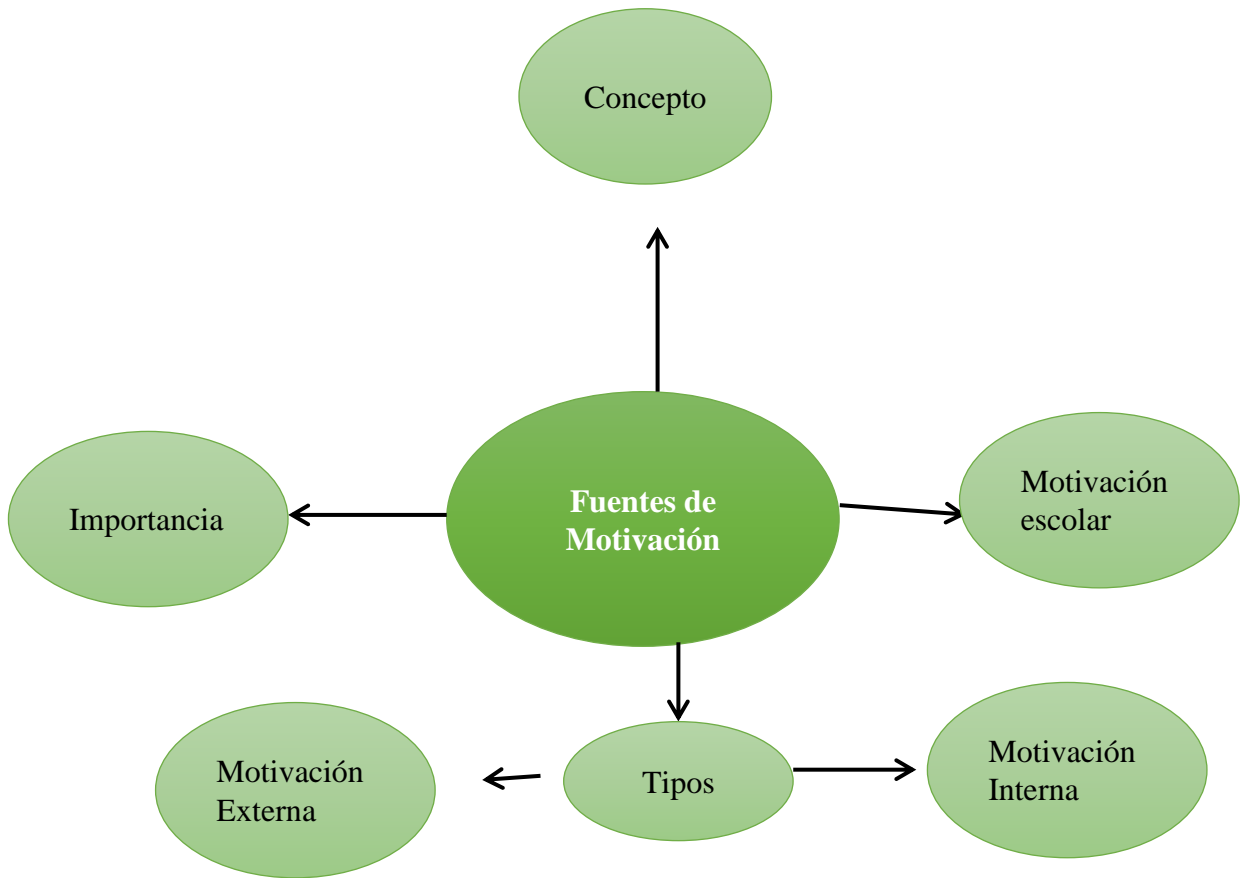 Concepto
Importancia
Fuentes de
Motivación
Motivación
escolar
Motivación
Externa
Tipos
Motivación
Interna